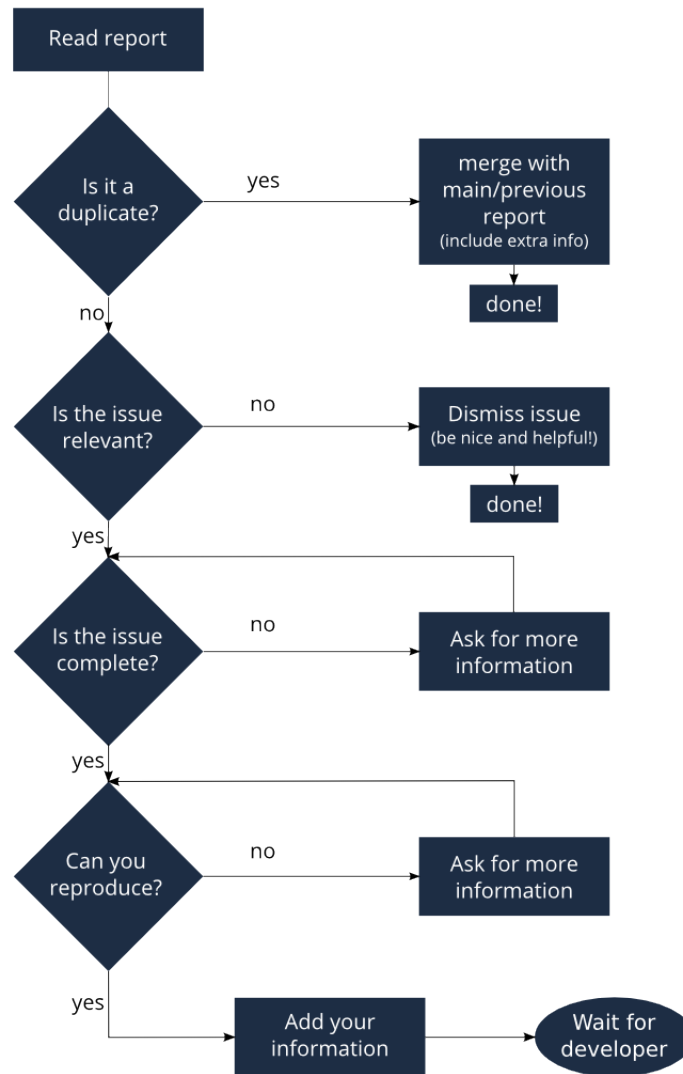 Read report
Is it a
duplicate?
yes
merge with
main/previous
report
(include extra info)
done!
no
Is the issue
relevant?
no
Dismiss issue
(be nice and helpful!)
done!
yes
Is the issue
complete?
no
Ask for more
information
yes
Can you
reproduce?
no
Ask for more
information
yes
Add your
information
Wait for
developer